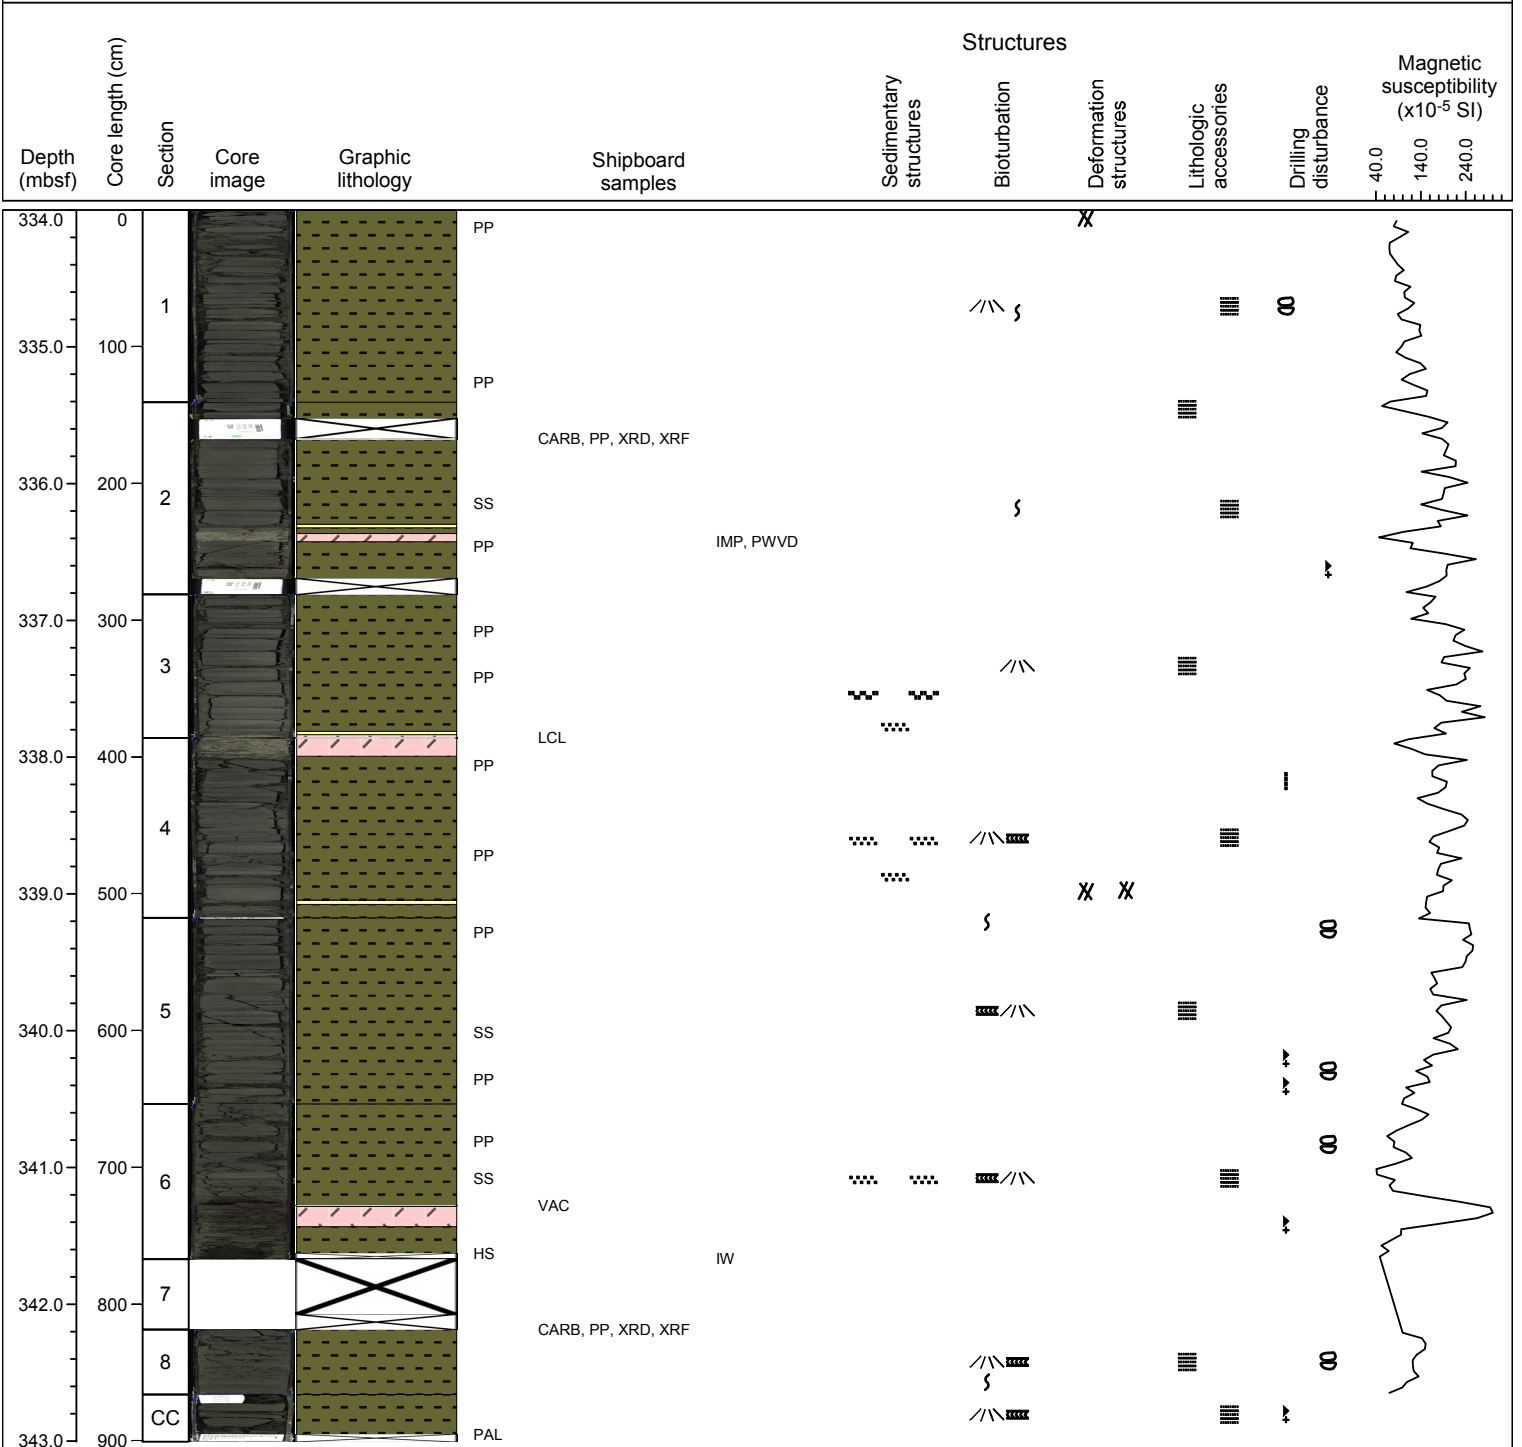 Structures
Depth
(mbsf)
Core length (cm)
Section
Core
image
Graphic
lithology
Shipboard
samples
Sedimentary
structures
Bioturbation
Deformation
structures
Lithologic
accessories
Drilling
disturbance
Magnetic
susceptibility
(x10-5 SI)
40.0
140.0
240.0
334.0 0 PP
1
335.0 100
PP
CARB, PP, XRD, XRF
336.0 200
2
SS
IMP, PWVD
PP
337.0 300
PP
3
PP
LCL
338.0 400
PP
4
PP
339.0 500
PP
5
340.0 600
SS
PP
PP
341.0 700
SS
6
VAC
HS
IW
7
342.0 800
CARB, PP, XRD, XRF
8
CC
PAL
343.0 900